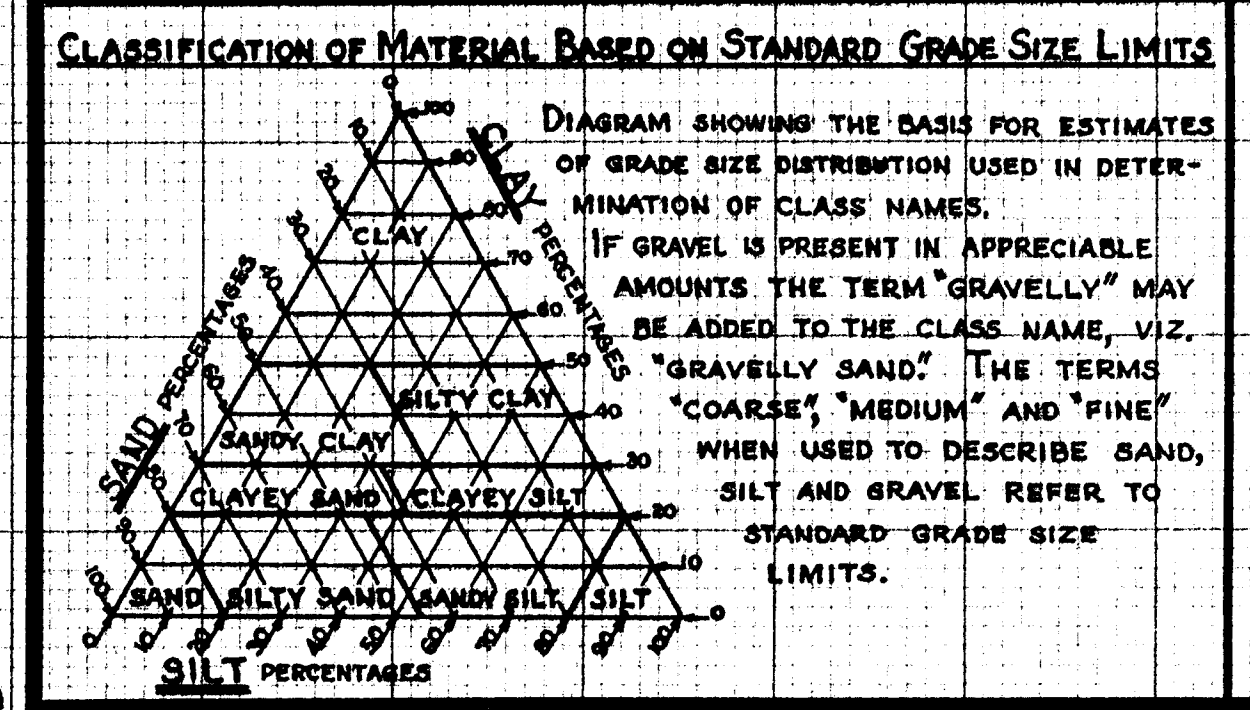 CLASSIFICATION OF MATERIAL BASED ON STANDARD GRADE SIZE LIMITS
DIAGRAM SHOWING THE BASIS FOR ESTIMATES
OF GRADE SIZE DISTRIBUTION USED IN DETER-
MINATION OF CLASS NAMES.
IF GRAVEL IS PRESENT IN APPRECIABLE
AMOUNTS THE TERM "GRAVELLY" MAY
BE ADDED TO THE CLASS NAME, VIZ.
"GRAVELLY SAND." THE TERMS
"COARSE", "MEDIUM" AND "FINE"
WHEN USED TO DESCRIBE SAND,
SILT AND GRAVEL REFER TO
STANDARD GRADE SIZE
LIMITS.
SAND PERCENTAGES
0
10
20
30
40
50
60
70
80
90
100
CLAY PERCENTAGES
100
90
80
70
60
50
40
30
20
10
0
CLAY
SILTY CLAY
SANDY CLAY
CLAYEY SAND CLAYEY SILT
SAND SILTY SAND SANDY SILT SILT
0 10 20 30 40 50 60 70 80 90 100
SILT PERCENTAGES